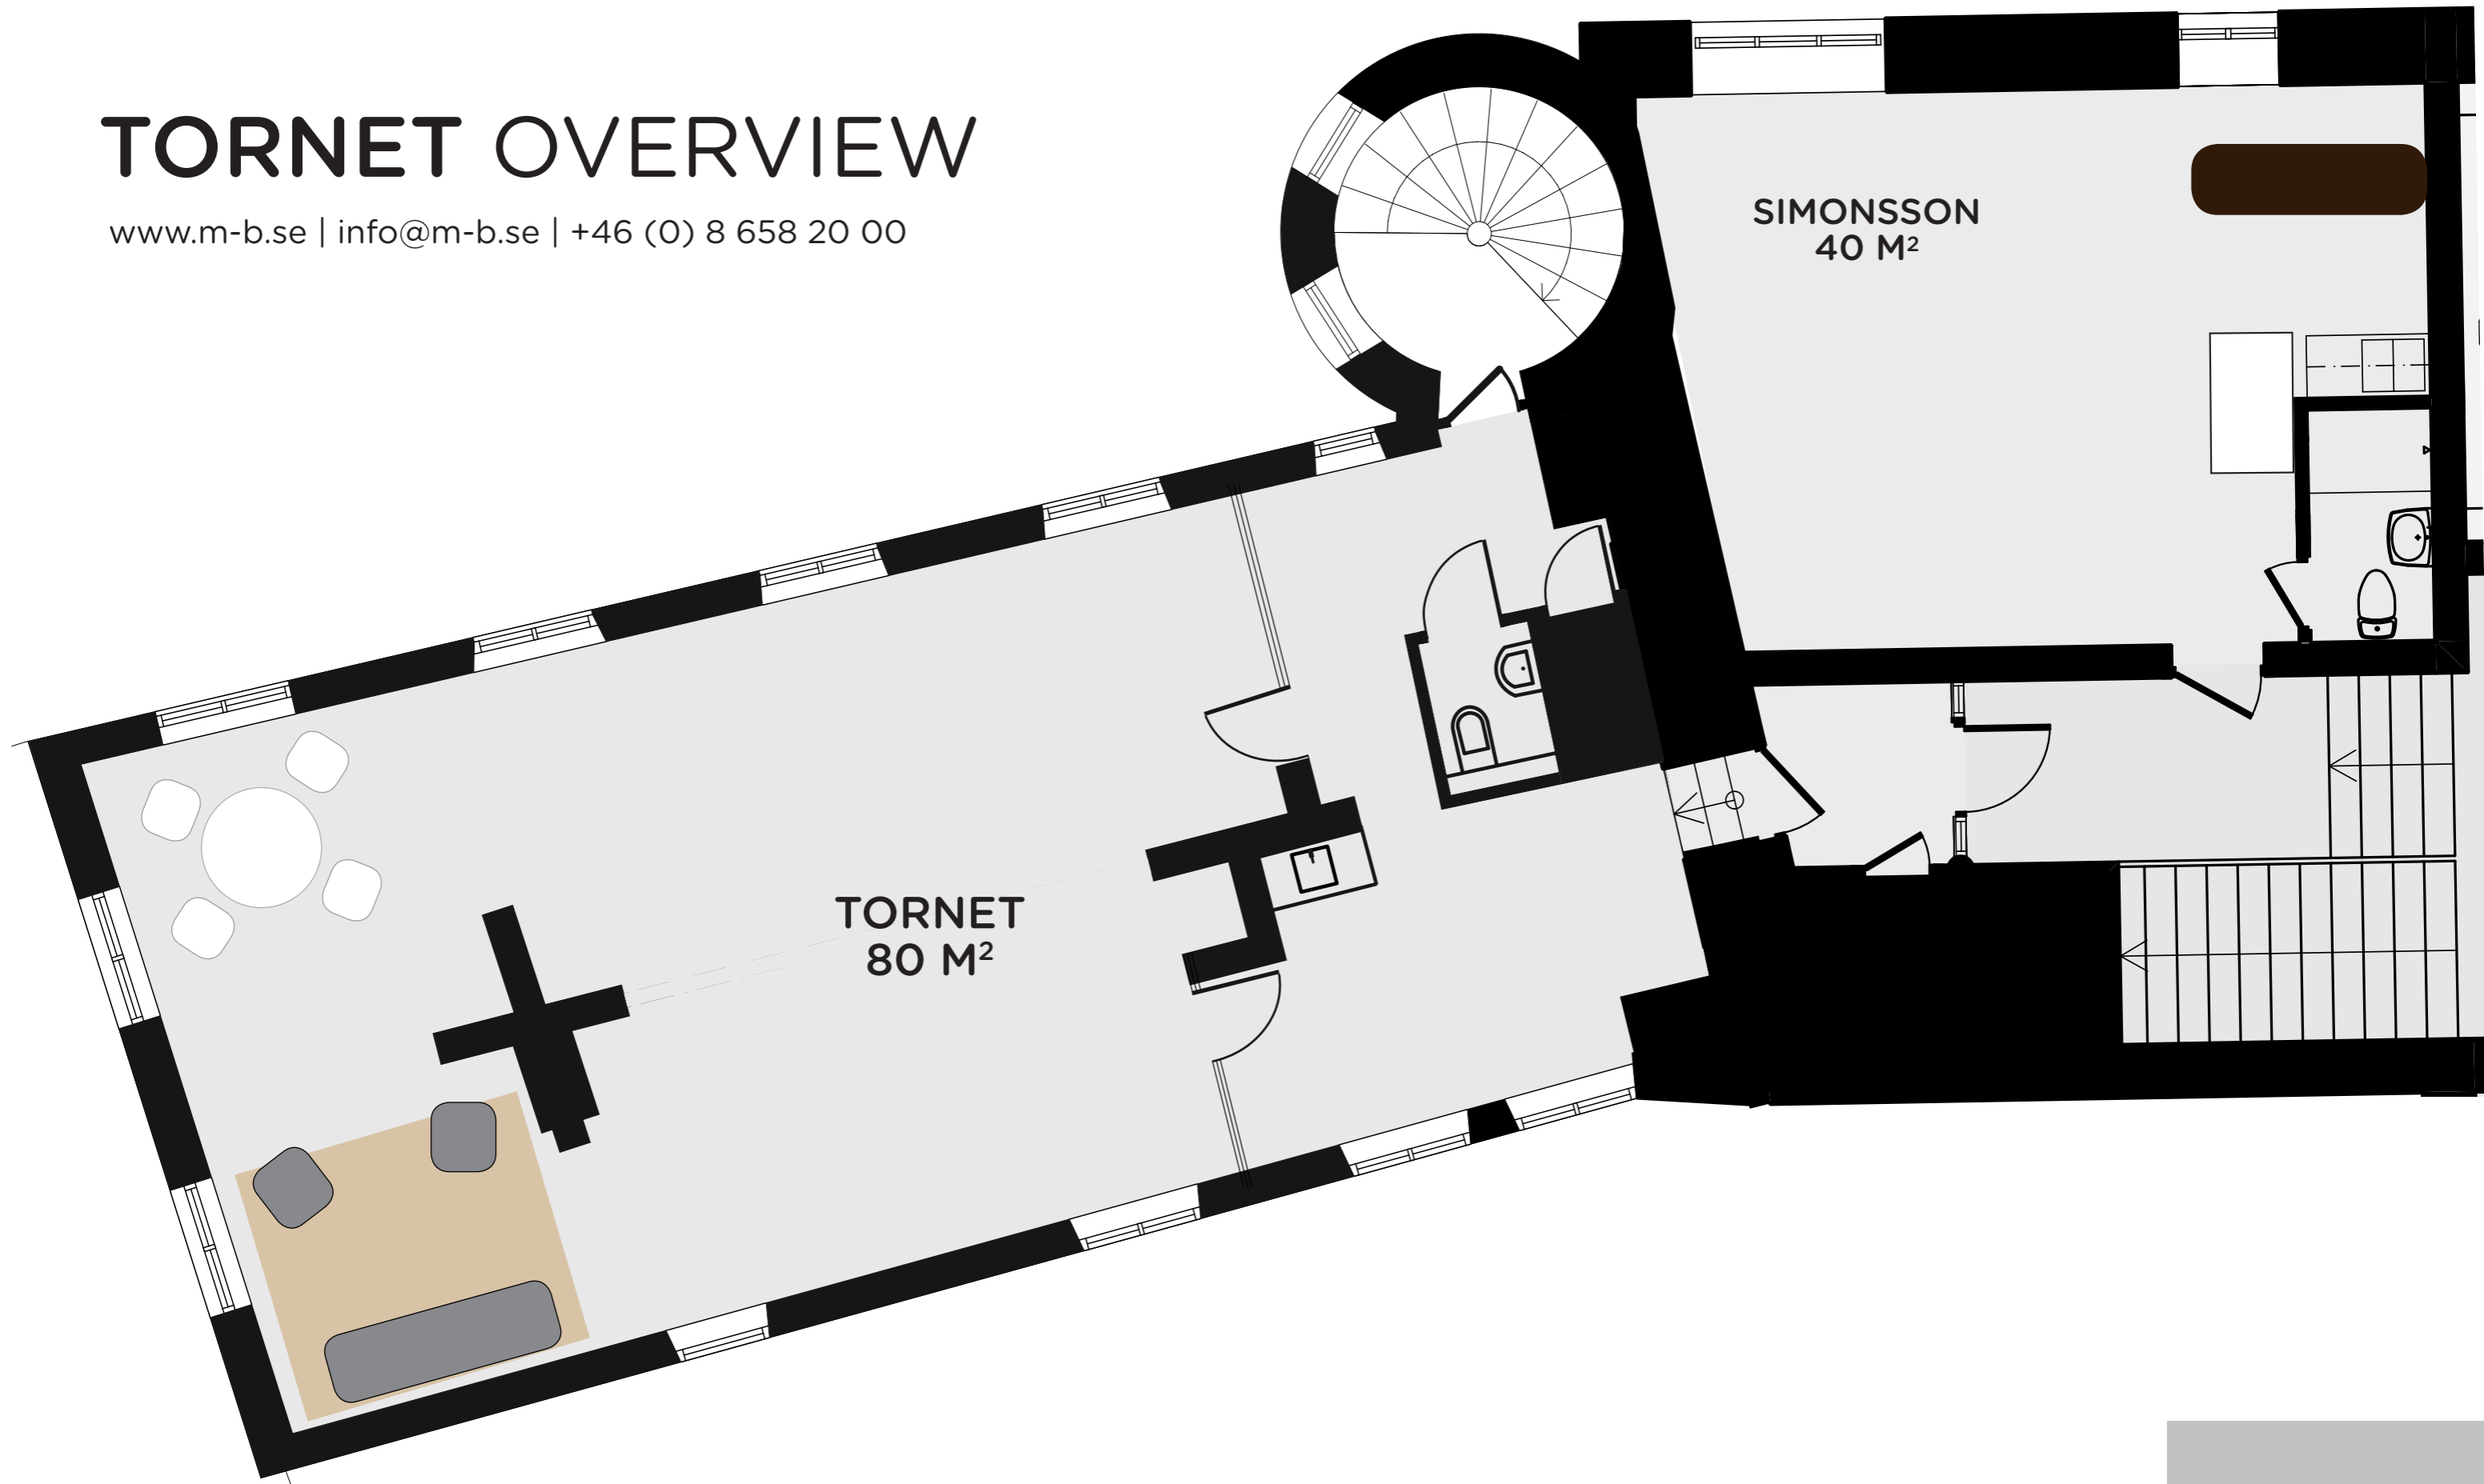 TORNET OVERVIEW
www.m-b.se | info@m-b.se | +46 (0) 8 658 20 00
SIMONSSON
40 M²
TORNET
80 M²